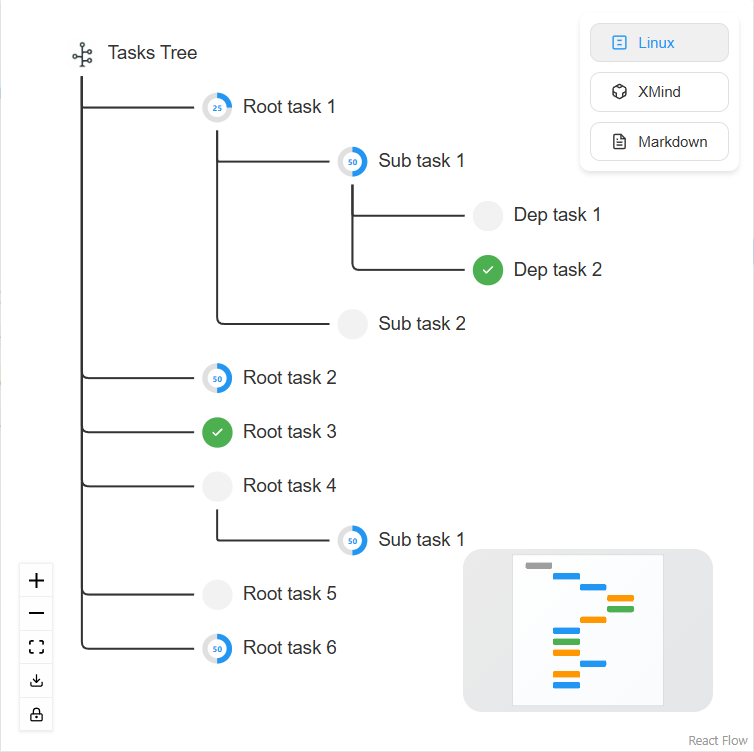 Tasks Tree
Linux
XMind
Markdown
25 Root task 1
50 Sub task 1
Dep task 1
Dep task 2
Sub task 2
50 Root task 2
Root task 3
Root task 4
50 Sub task 1
Root task 5
50 Root task 6
React Flow